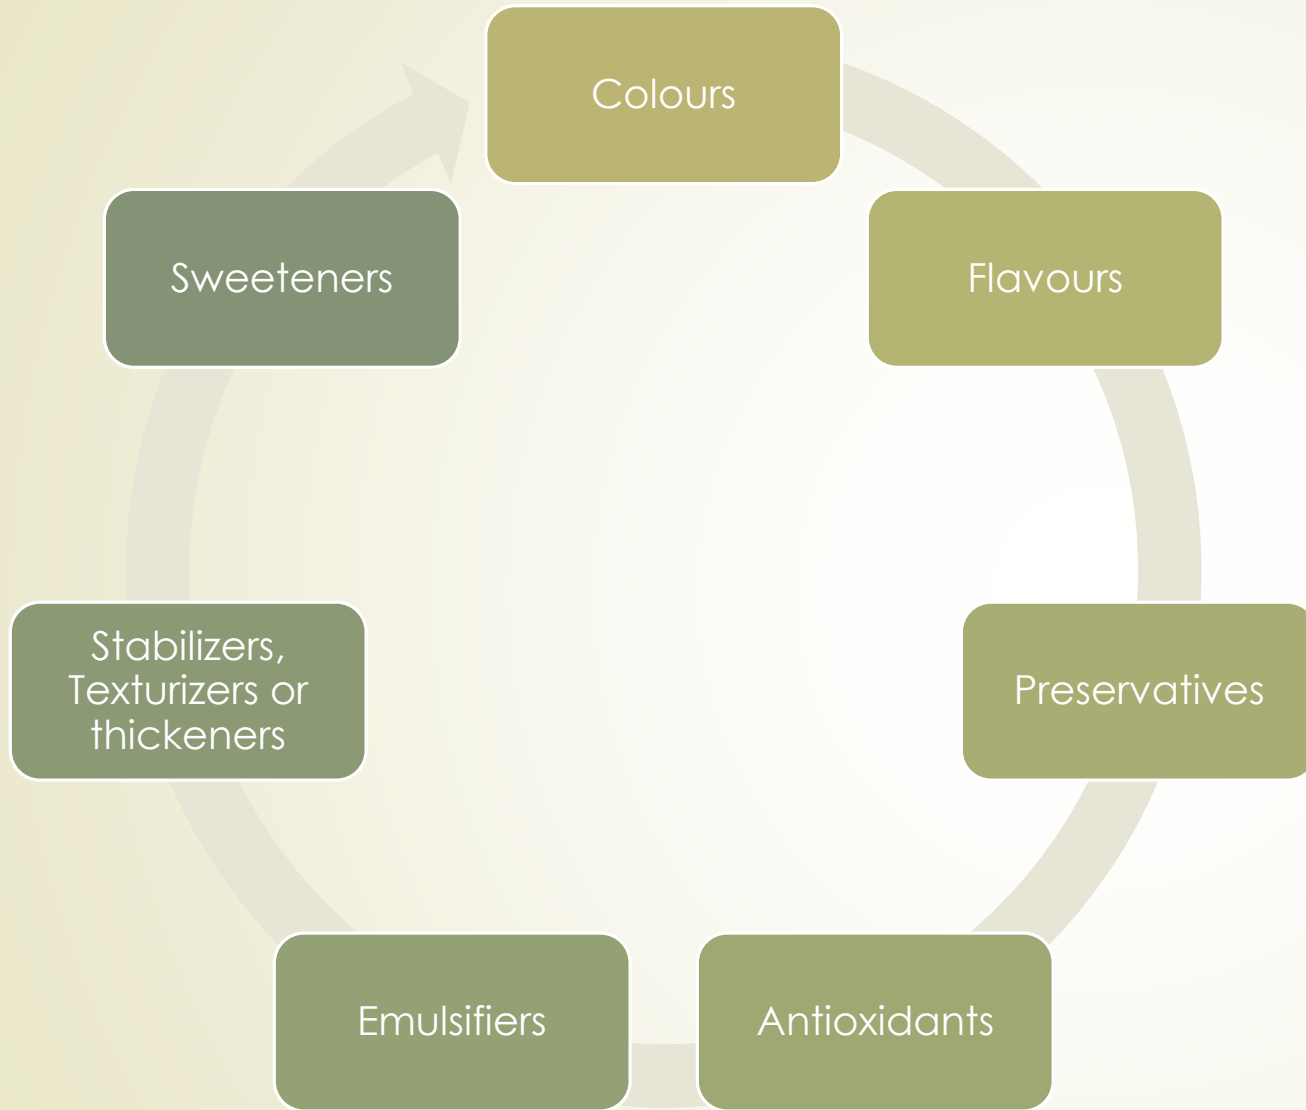 Colours
Flavours
Preservatives
Antioxidants
Emulsifiers
Stabilizers,
Texturizers or
thickeners
Sweeteners